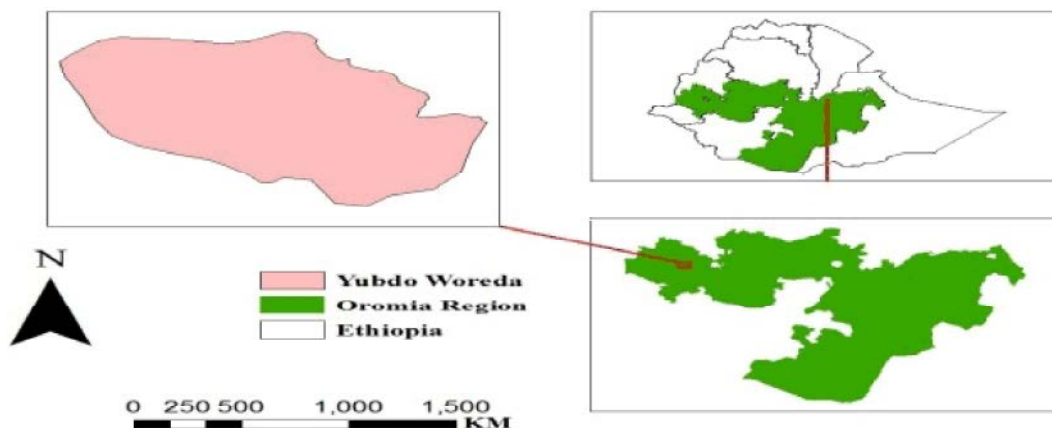 N
Yubdo Woreda
Oromia Region
Ethiopia
0 250 500 1,000 1,500
KM